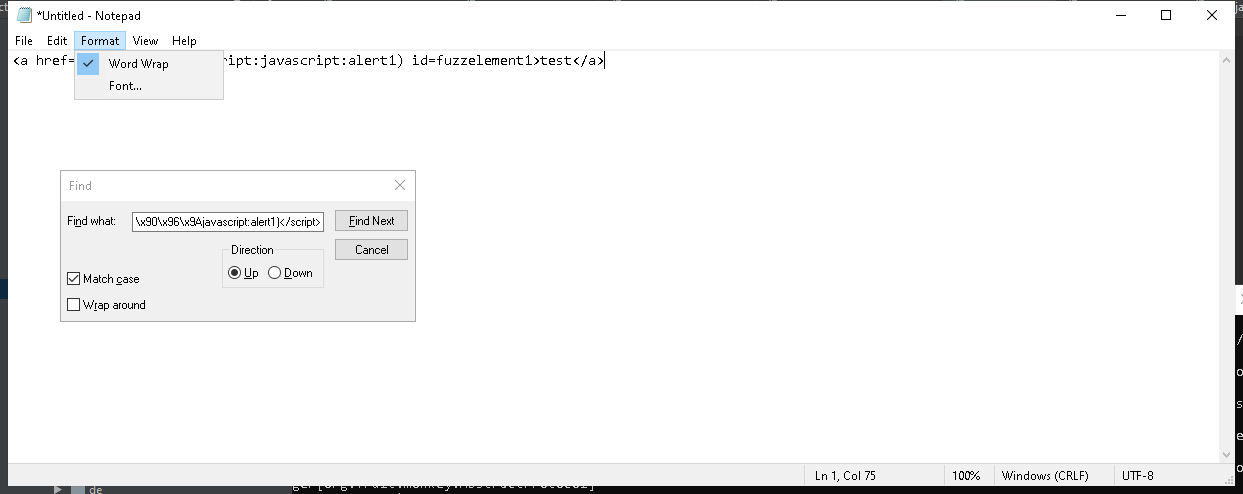 *Untitled - Notepad
File Edit Format View Help
<a href= ript:javascript:alert1) id=fuzzelement1>test</a>
Word Wrap
Font...
Find
Find what: \x90\x96\x9Ajavascript:alert1)</script> Find Next
Direction Cancel
Up Down
Match case
Wrap around
Ln 1, Col 75 100% Windows (CRLF) UTF-8
de